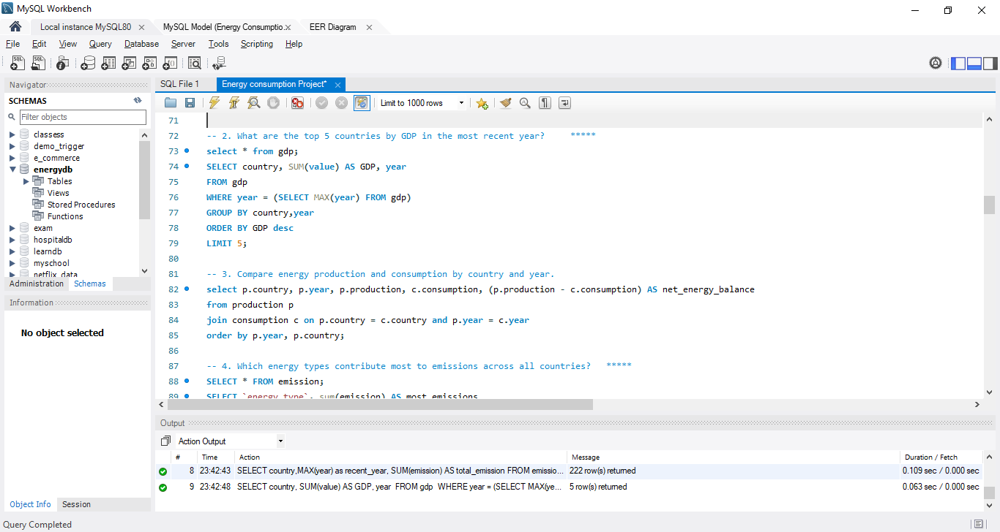 MySQL Workbench
Local instance MySQL80
MySQL Model (Energy Consumptio..
EER Diagram
File Edit View Query Database Server Tools Scripting Help
Navigator
SCHEMAS
Filter objects
classess
demo_trigger
e_commerce
energydb
Tables
Views
Stored Procedures
Functions
exam
hospitaldb
learndb
myschool
netflix_data
Administration Schemas
Information
No object selected
Object Info Session
Query Completed
SQL File 1 Energy consumption Project*
Limit to 1000 rows
71
72 -- 2. What are the top 5 countries by GDP in the most recent year? *****
73 select * from gdp;
74 SELECT country, SUM(value) AS GDP, year
75 FROM gdp
76 WHERE year = (SELECT MAX(year) FROM gdp)
77 GROUP BY country,year
78 ORDER BY GDP desc
79 LIMIT 5;
80
81 -- 3. Compare energy production and consumption by country and year.
82 select p.country, p.year, p.production, c.consumption, (p.production - c.consumption) AS net_energy_balance
83 from production p
84 join consumption c on p.country = c.country and p.year = c.year
85 order by p.year, p.country;
86
87 -- 4. Which energy types contribute most to emissions across all countries? *****
88 SELECT * FROM emission;
89 SELECT `energy type`, sum(emission) AS most_emissions
Output
Action Output
# Time Action Message Duration / Fetch
8 23:42:43 SELECT country,MAX(year) as recent_year, SUM(emission) AS total_emission FROM emissio... 222 row(s) returned 0.109 sec / 0.000 sec
9 23:42:48 SELECT country, SUM(value) AS GDP, year FROM gdp WHERE year = (SELECT MAX(ye... 5 row(s) returned 0.063 sec / 0.000 sec